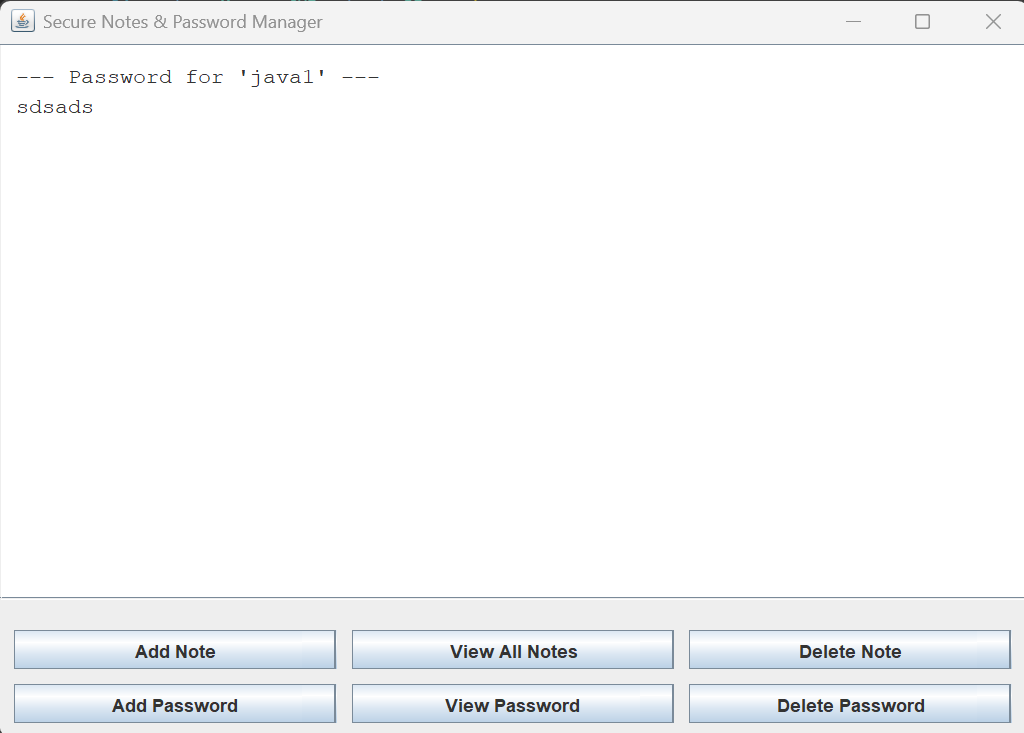 Secure Notes & Password Manager
--- Password for 'java1' ---
sdsads
Add Note
View All Notes
Delete Note
Add Password
View Password
Delete Password